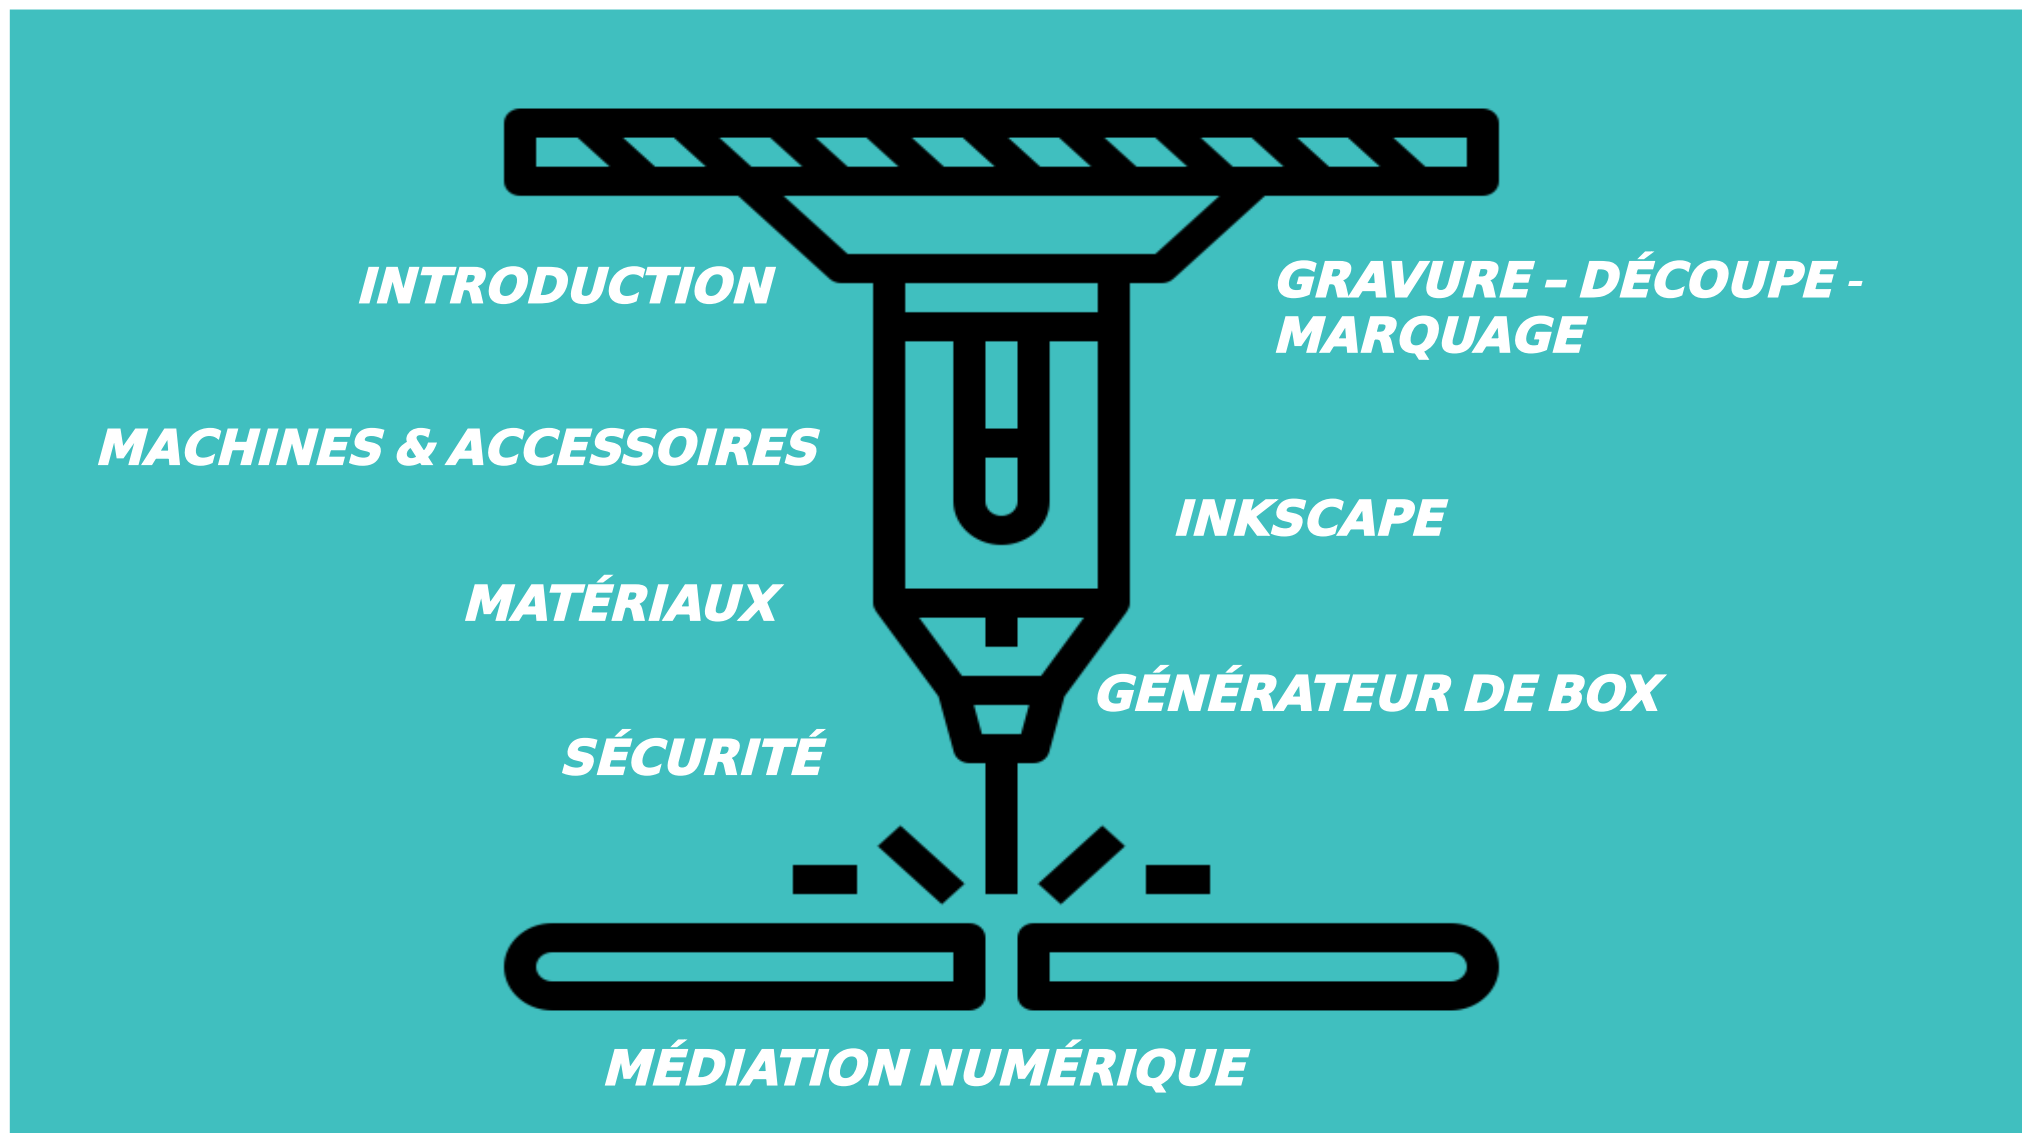 INTRODUCTION
MACHINES & ACCESSOIRES
MATÉRIAUX
SÉCURITÉ
GRAVURE – DÉCOUPE -
MARQUAGE
INKSCAPE
GÉNÉRATEUR DE BOX
MÉDIATION NUMÉRIQUE